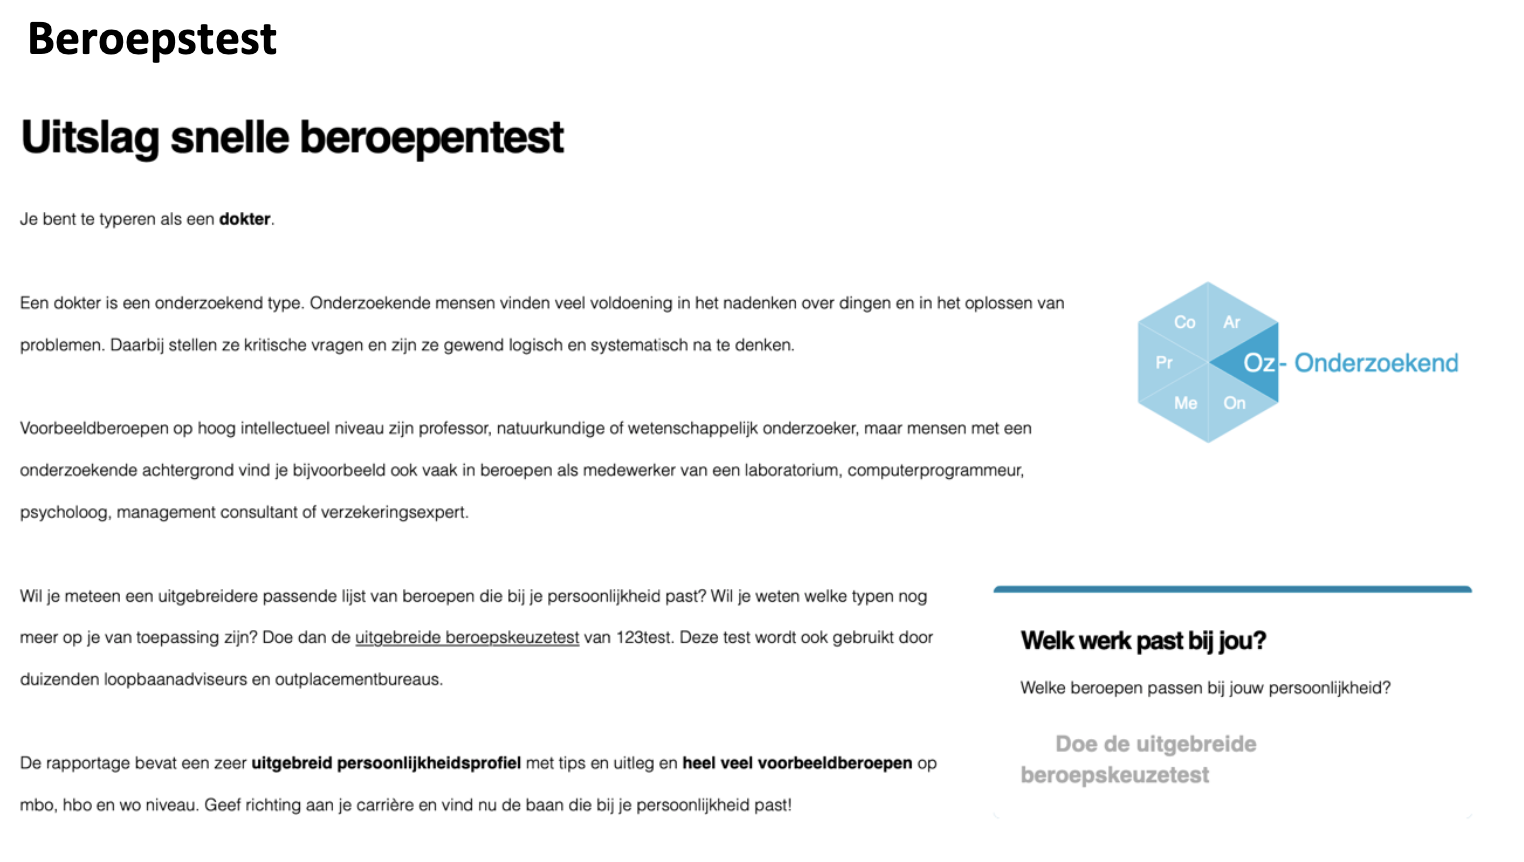 Beroepstest
Uitslag snelle beroepentest
Je bent te typeren als een dokter.
Een dokter is een onderzoekend type. Onderzoekende mensen vinden veel voldoening in het nadenken over dingen en in het oplossen van
problemen. Daarbij stellen ze kritische vragen en zijn ze gewend logisch en systematisch na te denken.
Co Ar
Pr Oz - Onderzoekend
Me On
Voorbeeldberoepen op hoog intellectueel niveau zijn professor, natuurkundige of wetenschappelijk onderzoeker, maar mensen met een
onderzoekende achtergrond vind je bijvoorbeeld ook vaak in beroepen als medewerker van een laboratorium, computerprogrammeur,
psycholoog, management consultant of verzekeringsexpert.
Wil je meteen een uitgebreidere passende lijst van beroepen die bij je persoonlijkheid past? Wil je weten welke typen nog
meer op je van toepassing zijn? Doe dan de uitgebreide beroepskeuzetest van 123test. Deze test wordt ook gebruikt door
duizenden loopbaanadviseurs en outplacementbureaus.
De rapportage bevat een zeer uitgebreid persoonlijkheidsprofiel met tips en uitleg en heel veel voorbeeldberoepen op
mbo, hbo en wo niveau. Geef richting aan je carrière en vind nu de baan die bij je persoonlijkheid past!
Welk werk past bij jou?
Welke beroepen passen bij jouw persoonlijkheid?
Doe de uitgebreide
beroepskeuzetest